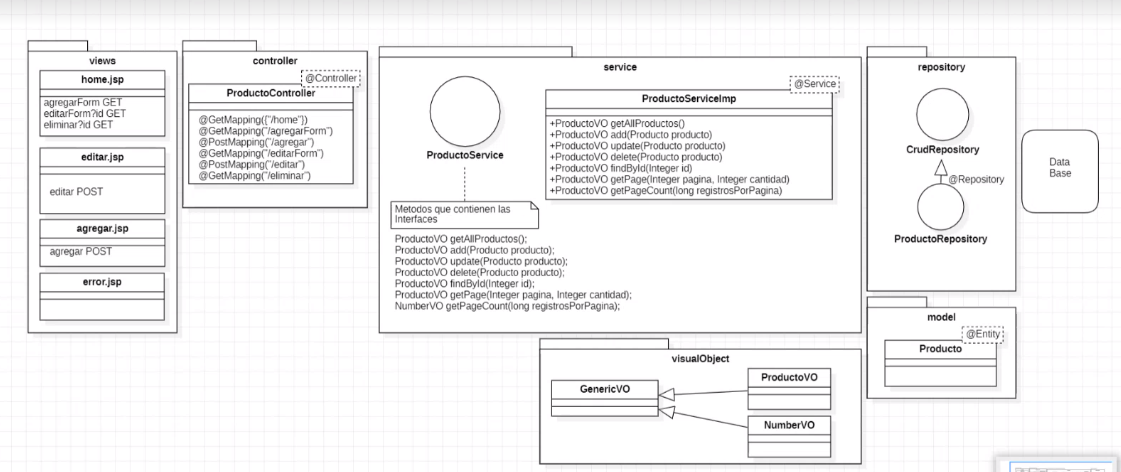 views
home.jsp
agregarForm GET
editarForm?id GET
eliminar?id GET
editar.jsp
editar POST
agregar.jsp
agregar POST
error.jsp
controller
@Controller
ProductoController
@GetMapping({"/home"})
@GetMapping("/agregarForm")
@PostMapping("/agregar")
@GetMapping("/editarForm")
@PostMapping("/editar")
@GetMapping("/eliminar")
service
ProductoService
Metodos que contienen las
Interfaces
ProductoVO getAllProductos();
ProductoVO add(Producto producto);
ProductoVO update(Producto producto);
ProductoVO delete(Producto producto);
ProductoVO findById(Integer id);
ProductoVO getPage(Integer pagina, Integer cantidad);
NumberVO getPageCount(long registrosPorPagina);
@Service
ProductoServiceImp
+ProductoVO getAllProductos()
+ProductoVO add(Producto producto)
+ProductoVO update(Producto producto)
+ProductoVO delete(Producto producto)
+ProductoVO findById(Integer id)
+ProductoVO getPage(Integer pagina, Integer cantidad)
+ProductoVO getPageCount(long registrosPorPagina)
repository
CrudRepository
@Repository
ProductoRepository
Data
Base
model
@Entity
Producto
visualObject
GenericVO
ProductoVO
NumberVO